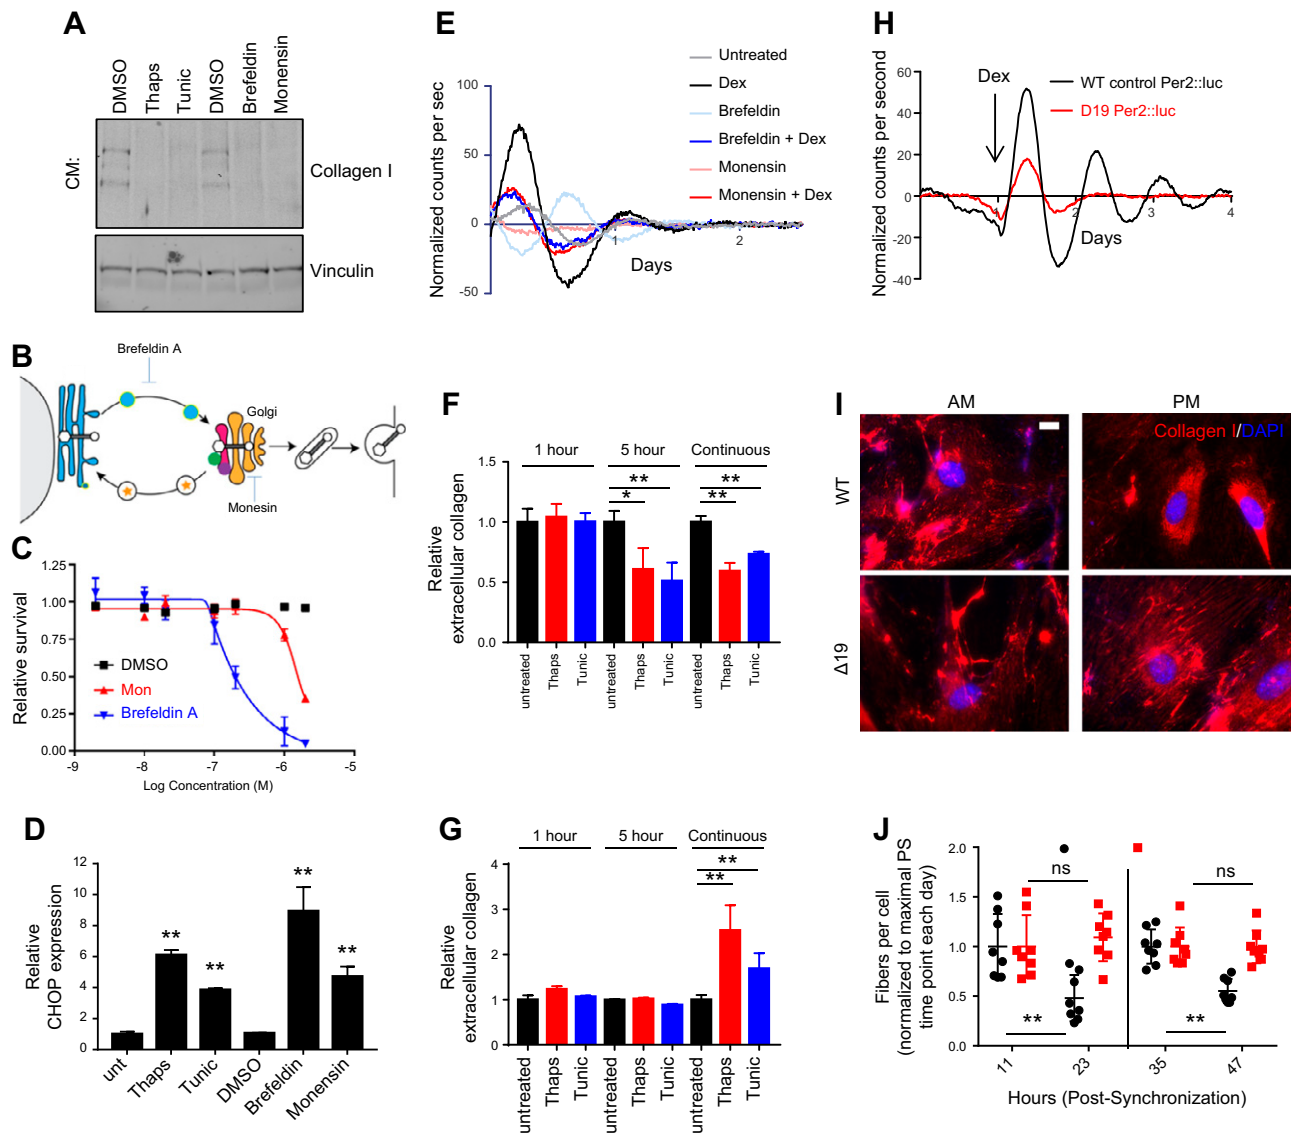 A
DMSO
Thaps
Tunic
DMSO
Brefeldin
Monensin
CM:
Collagen I
Vinculin
B
Brefeldin A
Golgi
Monesin
C
Relative survival
1.25
1.00
0.75
0.50
0.25
0.00
DMSO
Mon
Brefeldin A
-9
-8
-7
-6
-5
Log Concentration (M)
D
Relative
CHOP expression
12
10
8
6
4
2
0
**
**
**
**
unt
Thaps
Tunic
DMSO
Brefeldin
Monensin
E
Normalized counts per sec
100
50
0
-50
1
2
Days
Untreated
Dex
Brefeldin
Brefeldin + Dex
Monensin
Monensin + Dex
F
Relative
extracellular collagen
1 hour
5 hour
Continuous
1.5
1.0
0.5
0.0
**
*
**
**
untreated
Thaps
Tunic
untreated
Thaps
Tunic
untreated
Thaps
Tunic
G
Relative
extracellular collagen
1 hour
5 hour
Continuous
4
3
2
1
0
**
**
untreated
Thaps
Tunic
untreated
Thaps
Tunic
untreated
Thaps
Tunic
H
Normalized counts per second
60
40
20
0
-20
-40
Dex
WT control Per2::luc
D19 Per2::luc
1
2
3
4
Days
I
AM
PM
Collagen I/DAPI
WT
Δ19
J
Fibers per cell
(normalized to maximal PS
time point each day)
2.0
1.5
1.0
0.5
0.0
ns
ns
**
**
11
23
35
47
Hours (Post-Synchronization)